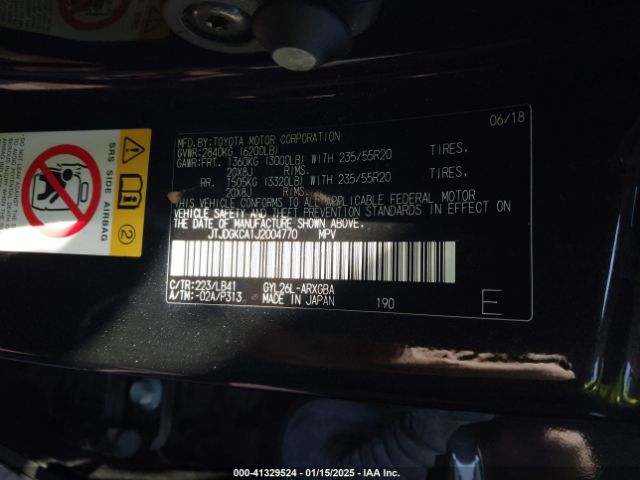 06/18
MFD.BY:TOYOTA MOTOR CORPORATION
GVWR:2840KG (6200LB)
GAWR:FRT. 1360KG (3000LB) WITH 235/55R20 TIRES.
20X8J RIMS.
RR. 1505KG (3320LB) WITH 235/55R20 TIRES.
20X8J RIMS.
THIS VEHICLE CONFORMS TO ALL APPLICABLE FEDERAL MOTOR
VEHICLE SAFETY AND THEFT PREVENTION STANDARDS IN EFFECT ON
THE DATE OF MANUFACTURE SHOWN ABOVE.
JTJDGKCA1J2004770 MPV
C/TR:223/LB41 GYL26L-ARXGBA
A/TM:-02A/P313 MADE IN JAPAN 190 E
SRS SIDE AIRBAG
2
000-41329524 - 01/15/2025 - IAA Inc.